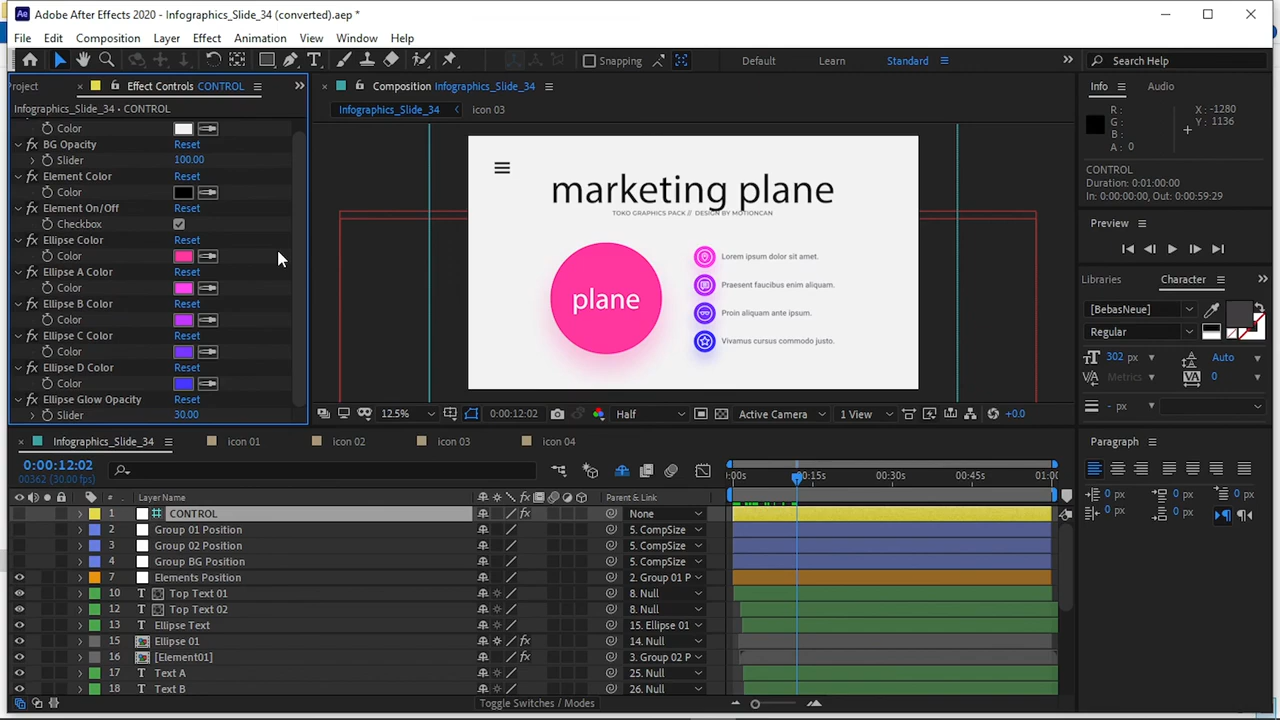 Adobe After Effects 2020 - Infographics_Slide_34 (converted).aep *
File Edit Composition Layer Effect Animation View Window Help
Snapping Default Learn Standard Search Help
roject Effect Controls CONTROL
Infographics_Slide_34 • CONTROL
Color
BG Opacity Reset
Slider 100.00
Element Color Reset
Color
Element On/Off Reset
Checkbox
Ellipse Color Reset
Color
Ellipse A Color Reset
Color
Ellipse B Color Reset
Color
Ellipse C Color Reset
Color
Ellipse D Color Reset
Color
Ellipse Glow Opacity Reset
Slider 30.00
Composition Infographics_Slide_34
Infographics_Slide_34 icon 03
marketing plane
TOKO GRAPHICS PACK // DESIGN BY MOTIONCAN
plane
Lorem ipsum dolor sit amet.
Praesent faucibus enim aliquam.
Proin aliquam ante ipsum.
Vivamus cursus commodo justo.
12.5% 0:00:12:02 Half Active Camera 1 View +0.0
Info Audio
R: X: -1280
G: Y: 1136
B:
A: 0
CONTROL
Duration: 0:01:00:00
In: 0:00:00:00, Out: 0:00:59:29
Preview
Libraries Character
[BebasNeue]
Regular
302 px Auto
Metrics 0
- px
Paragraph
0 px 0 px 0 px
0 px 0 px
Infographics_Slide_34 icon 01 icon 02 icon 03 icon 04
0:00:12:02
00362 (30.00 fps)
:00s 00:15s 00:30s 00:45s 01:00
# Layer Name Parent & Link
1 CONTROL None
2 Group 01 Position 5. CompSize
3 Group 02 Position 5. CompSize
4 Group BG Position 5. CompSize
7 Elements Position 2. Group 01 P
10 Top Text 01 8. Null
12 Top Text 02 8. Null
13 Ellipse Text 15. Ellipse 01
15 Ellipse 01 14. Null
16 [Element01] 3. Group 02 P
17 Text A 25. Null
18 Text B 26. Null
Toggle Switches / Modes